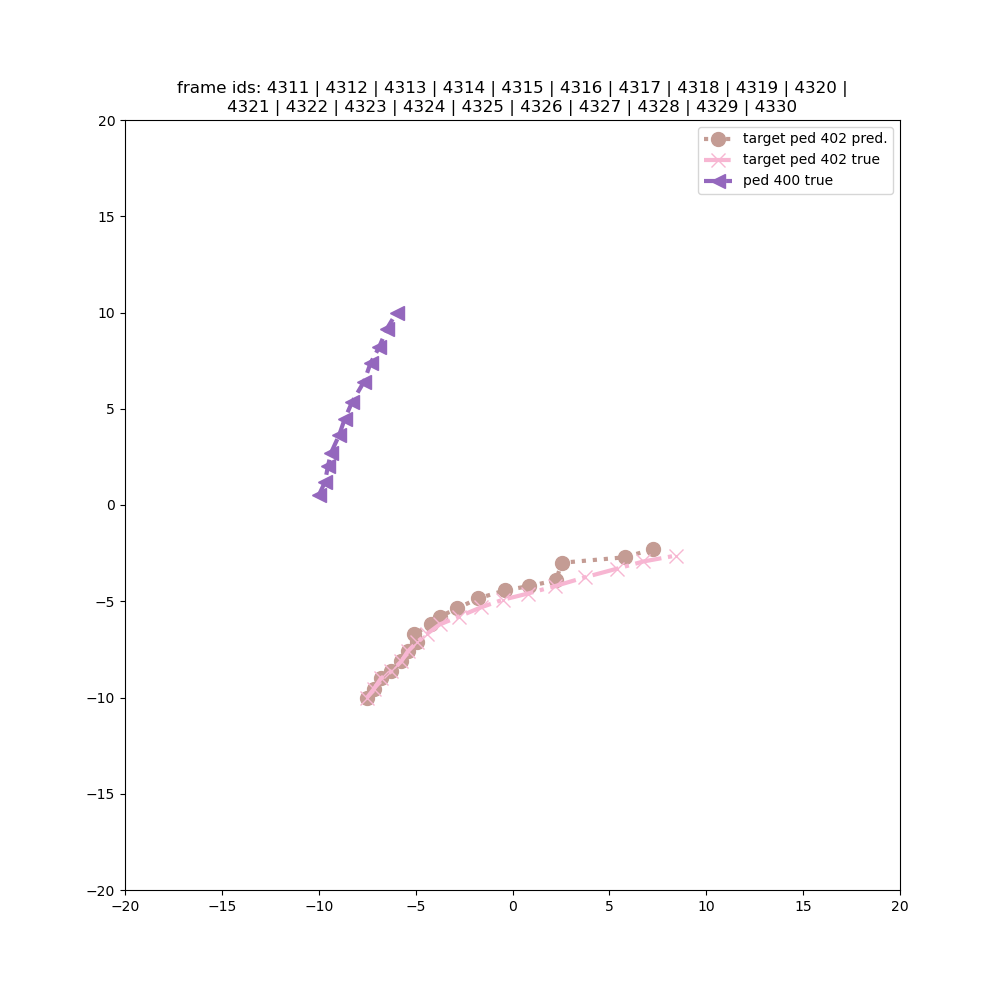 frame ids: 4311 | 4312 | 4313 | 4314 | 4315 | 4316 | 4317 | 4318 | 4319 | 4320 |
4321 | 4322 | 4323 | 4324 | 4325 | 4326 | 4327 | 4328 | 4329 | 4330
target ped 402 pred.
target ped 402 true
ped 400 true
20
15
10
5
0
−5
−10
−15
−20
−20 −15 −10 −5 0 5 10 15 20